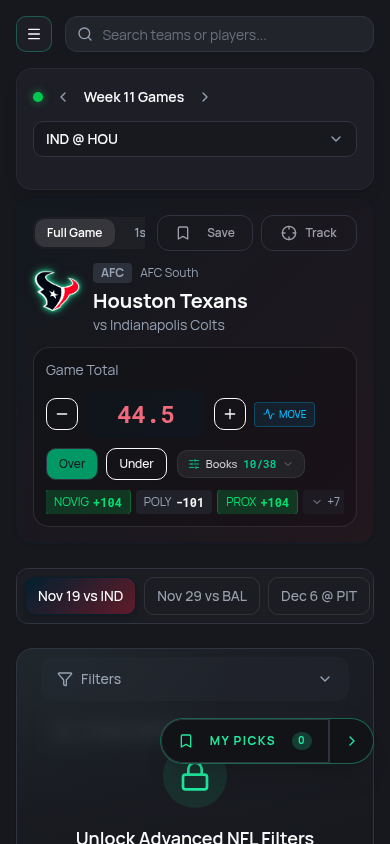 Search teams or players...
Week 11 Games
IND @ HOU
Full Game 1s Save Track
AFC AFC South
Houston Texans
vs Indianapolis Colts
Game Total
44.5 MOVE
Over Under Books 10/38
NOVIG +104 POLY -101 PROX +104 +7
Nov 19 vs IND Nov 29 vs BAL Dec 6 @ PIT
Filters
MY PICKS 0
Unlock Advanced NFL Filters